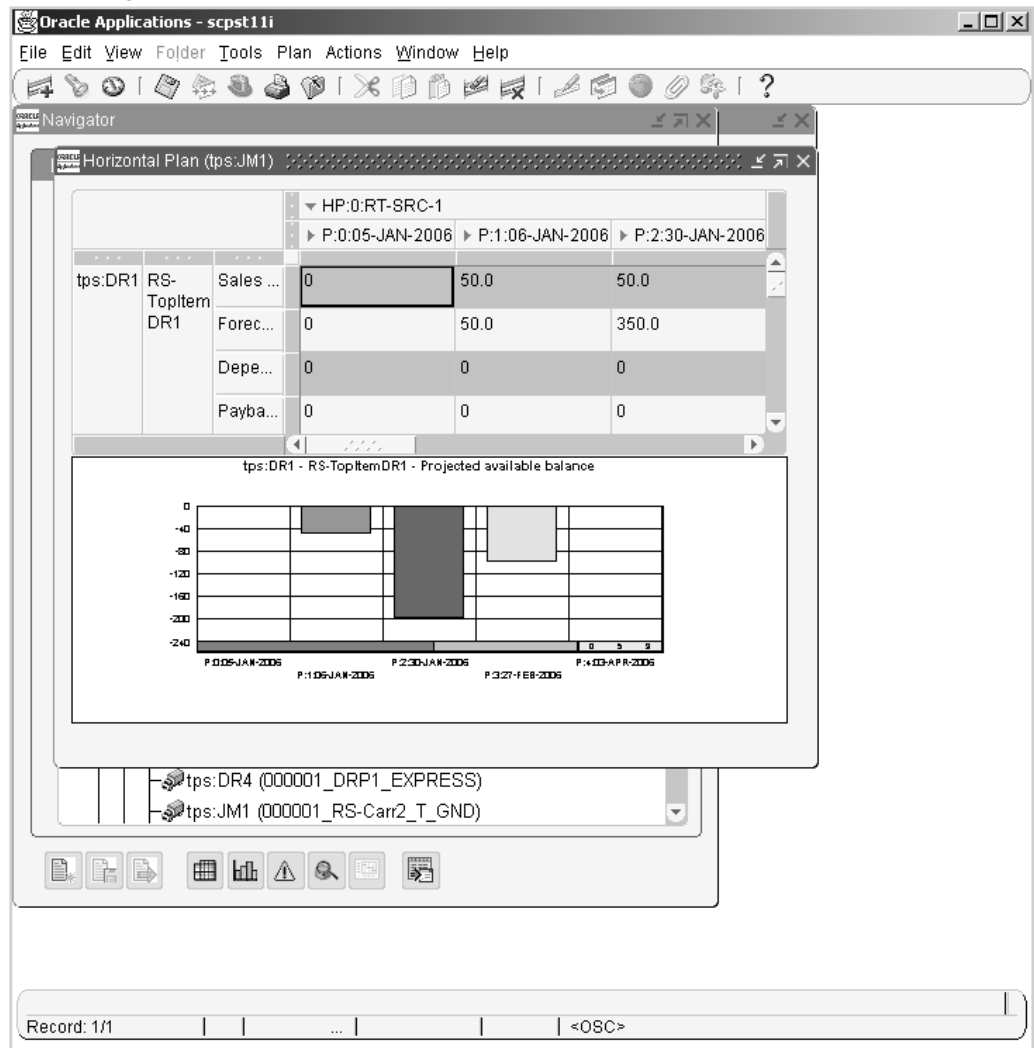 Oracle Applications - scpst11i
File Edit View Folder Tools Plan Actions Window Help
Navigator
Horizontal Plan (tps:JM1)
HP:0:RT-SRC-1
P:0:05-JAN-2006 P:1:06-JAN-2006 P:2:30-JAN-2006
tps:DR1 RS-TopItemDR1 Sales ... 0 50.0 50.0
Forec... 0 50.0 350.0
Depe... 0 0 0
Payba... 0 0 0
tps:DR1 - RS-TopItemDR1 - Projected available balance
0
-40
-80
-120
-160
-200
-240
0 5 9
P:0:05-JAN-2006 P:2:30-JAN-2006 P:4:03-APR-2006
P:1:06-JAN-2006 P:3:27-FEB-2006
tps:DR4 (000001_DRP1_EXPRESS)
tps:JM1 (000001_RS-Carr2_T_GND)
Record: 1/1 ... <OSC>